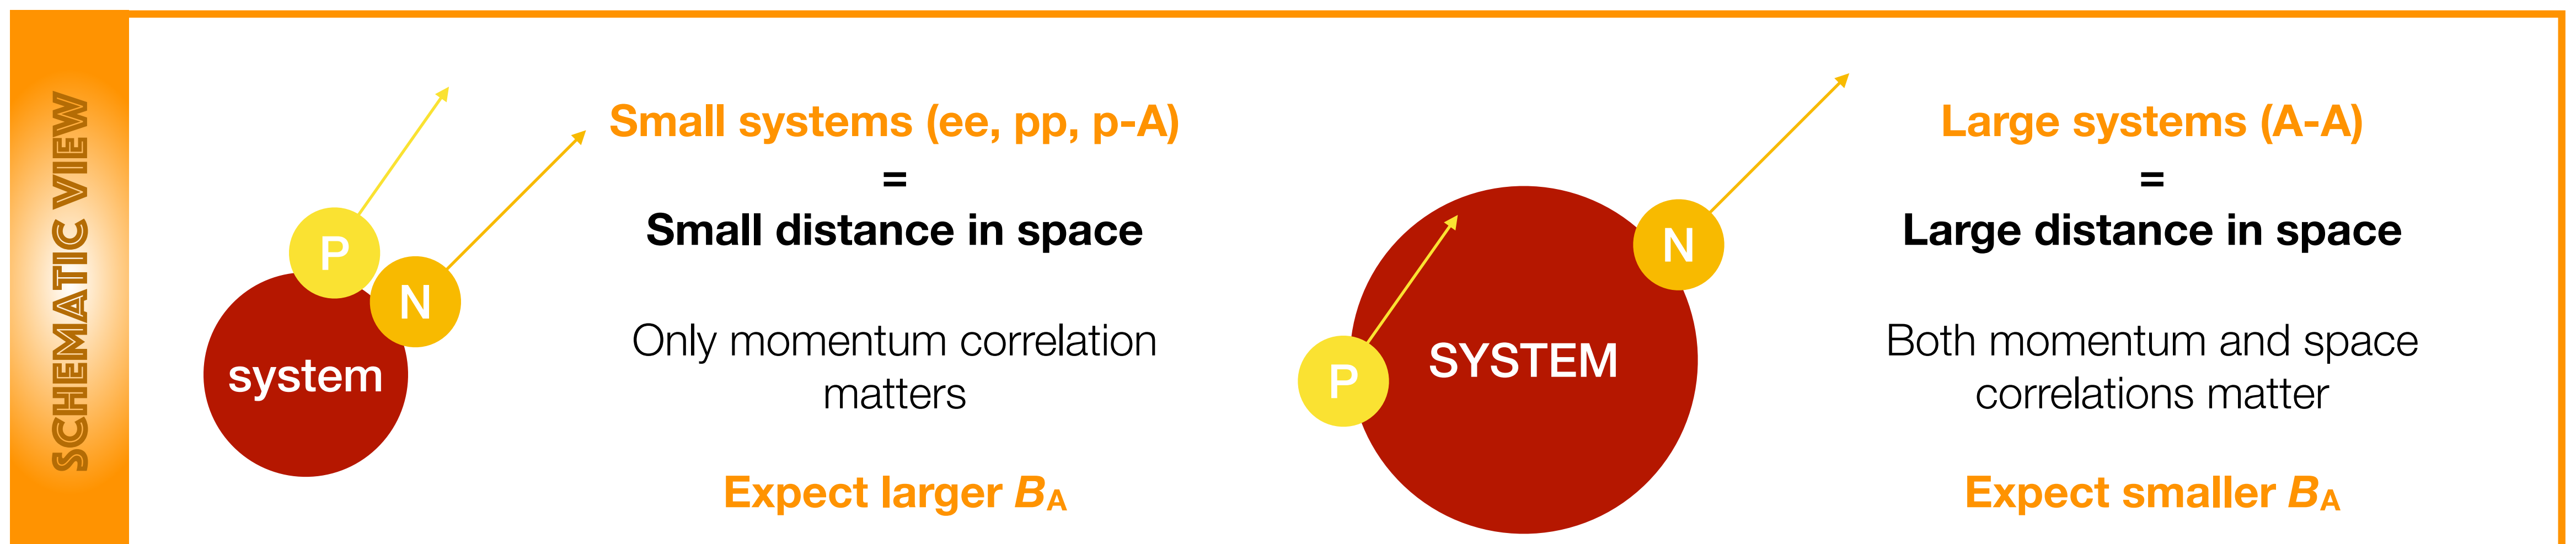 SCHEMATIC VIEW
P
N
system
Small systems (ee, pp, p-A)
=
Small distance in space
Only momentum correlation
matters
Expect larger BA
P
N
SYSTEM
Large systems (A-A)
=
Large distance in space
Both momentum and space
correlations matter
Expect smaller BA